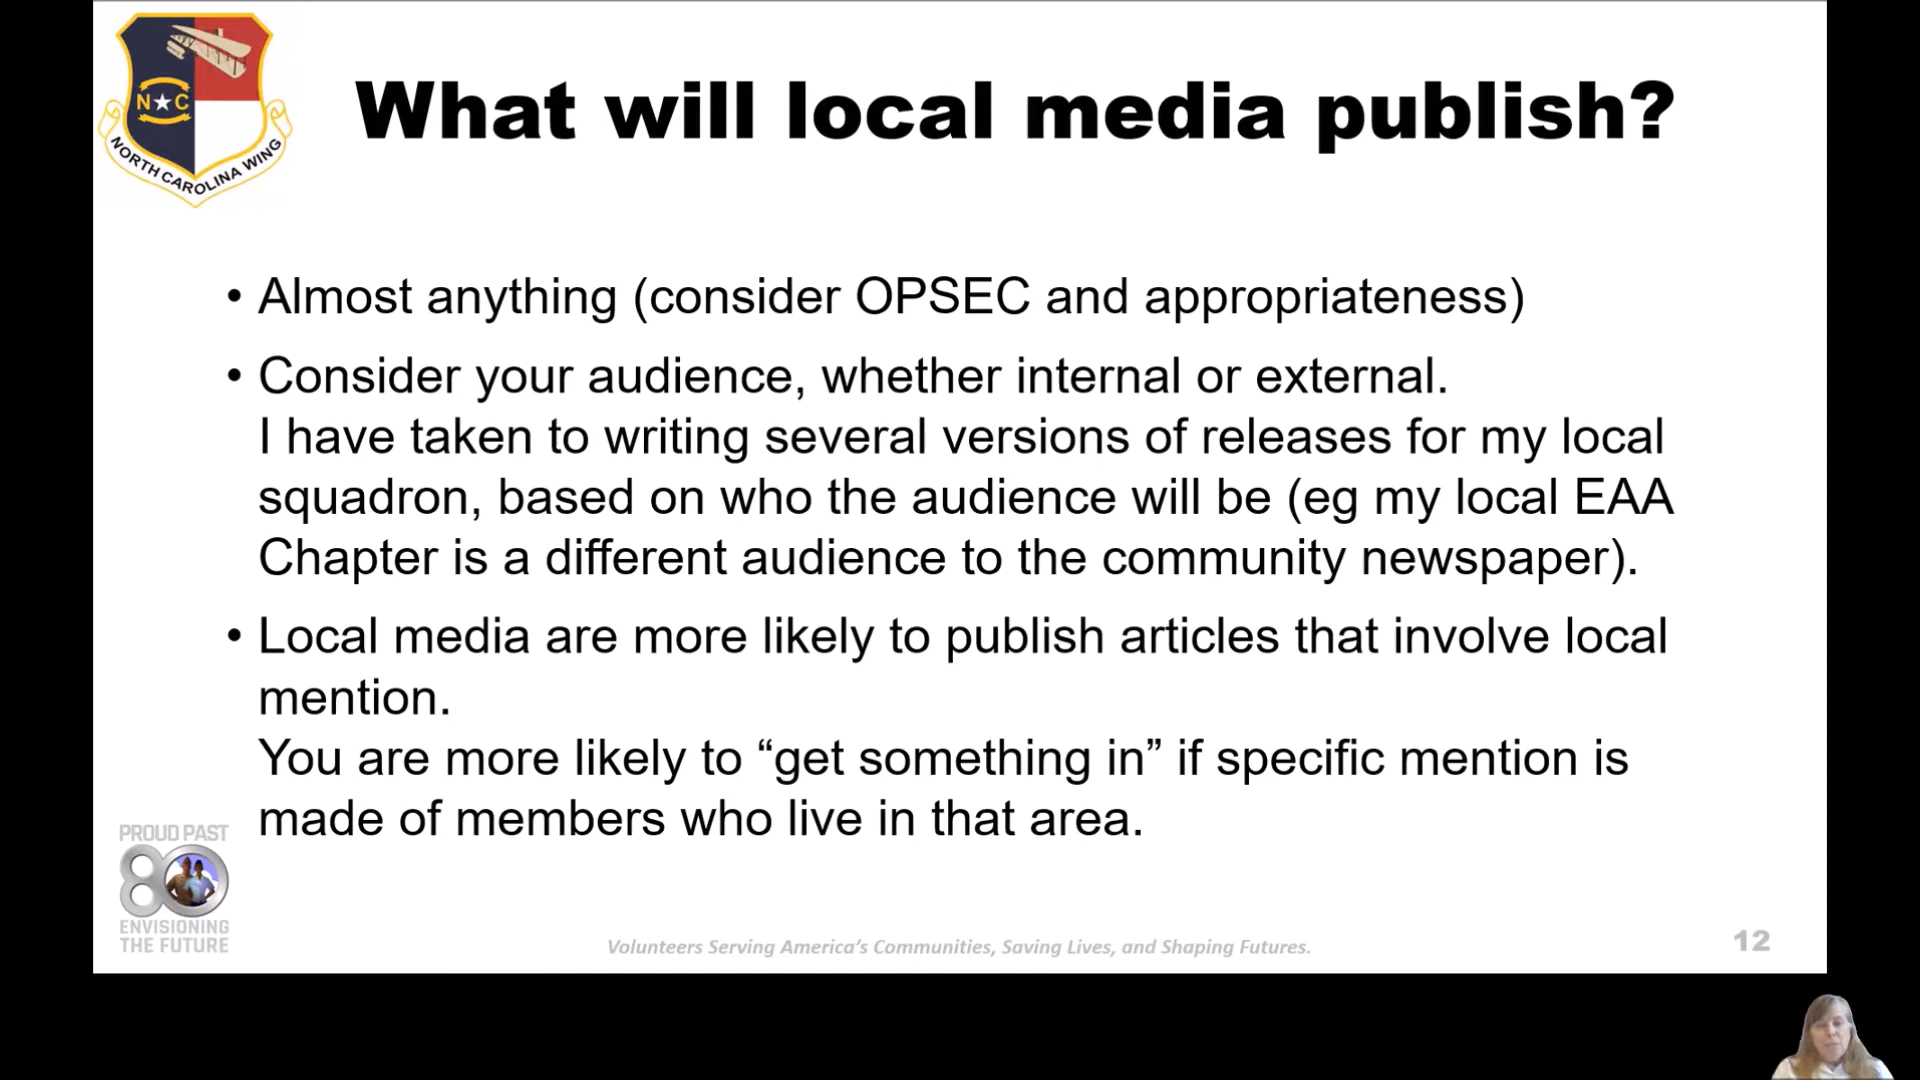 What will local media publish?
N C
NORTH CAROLINA WING
• Almost anything (consider OPSEC and appropriateness)
• Consider your audience, whether internal or external.
I have taken to writing several versions of releases for my local
squadron, based on who the audience will be (eg my local EAA
Chapter is a different audience to the community newspaper).
• Local media are more likely to publish articles that involve local
mention.
You are more likely to “get something in” if specific mention is
made of members who live in that area.
PROUD PAST
80
ENVISIONING
THE FUTURE
Volunteers Serving America’s Communities, Saving Lives, and Shaping Futures.
12